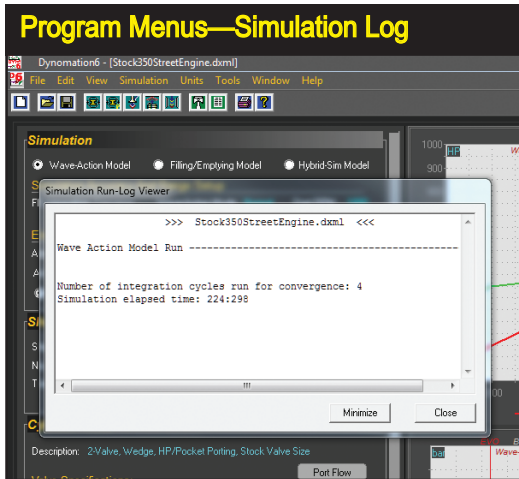 Program Menus—Simulation Log
Dynomation6 - [Stock350StreetEngine.dxml]
File Edit View Simulation Units Tools Window Help
Simulation
Wave-Action Model Filling/Emptying Model Hybrid-Sim Model
1000
HP
900
Simulation Run-Log Viewer
>>> Stock350StreetEngine.dxml <<<
Wave Action Model Run
Number of integration cycles run for convergence: 4
Simulation elapsed time: 224:298
Minimize Close
Description: 2-Valve, Wedge, HP/Pocket Porting, Stock Valve Size
Port Flow
bar
Wave-